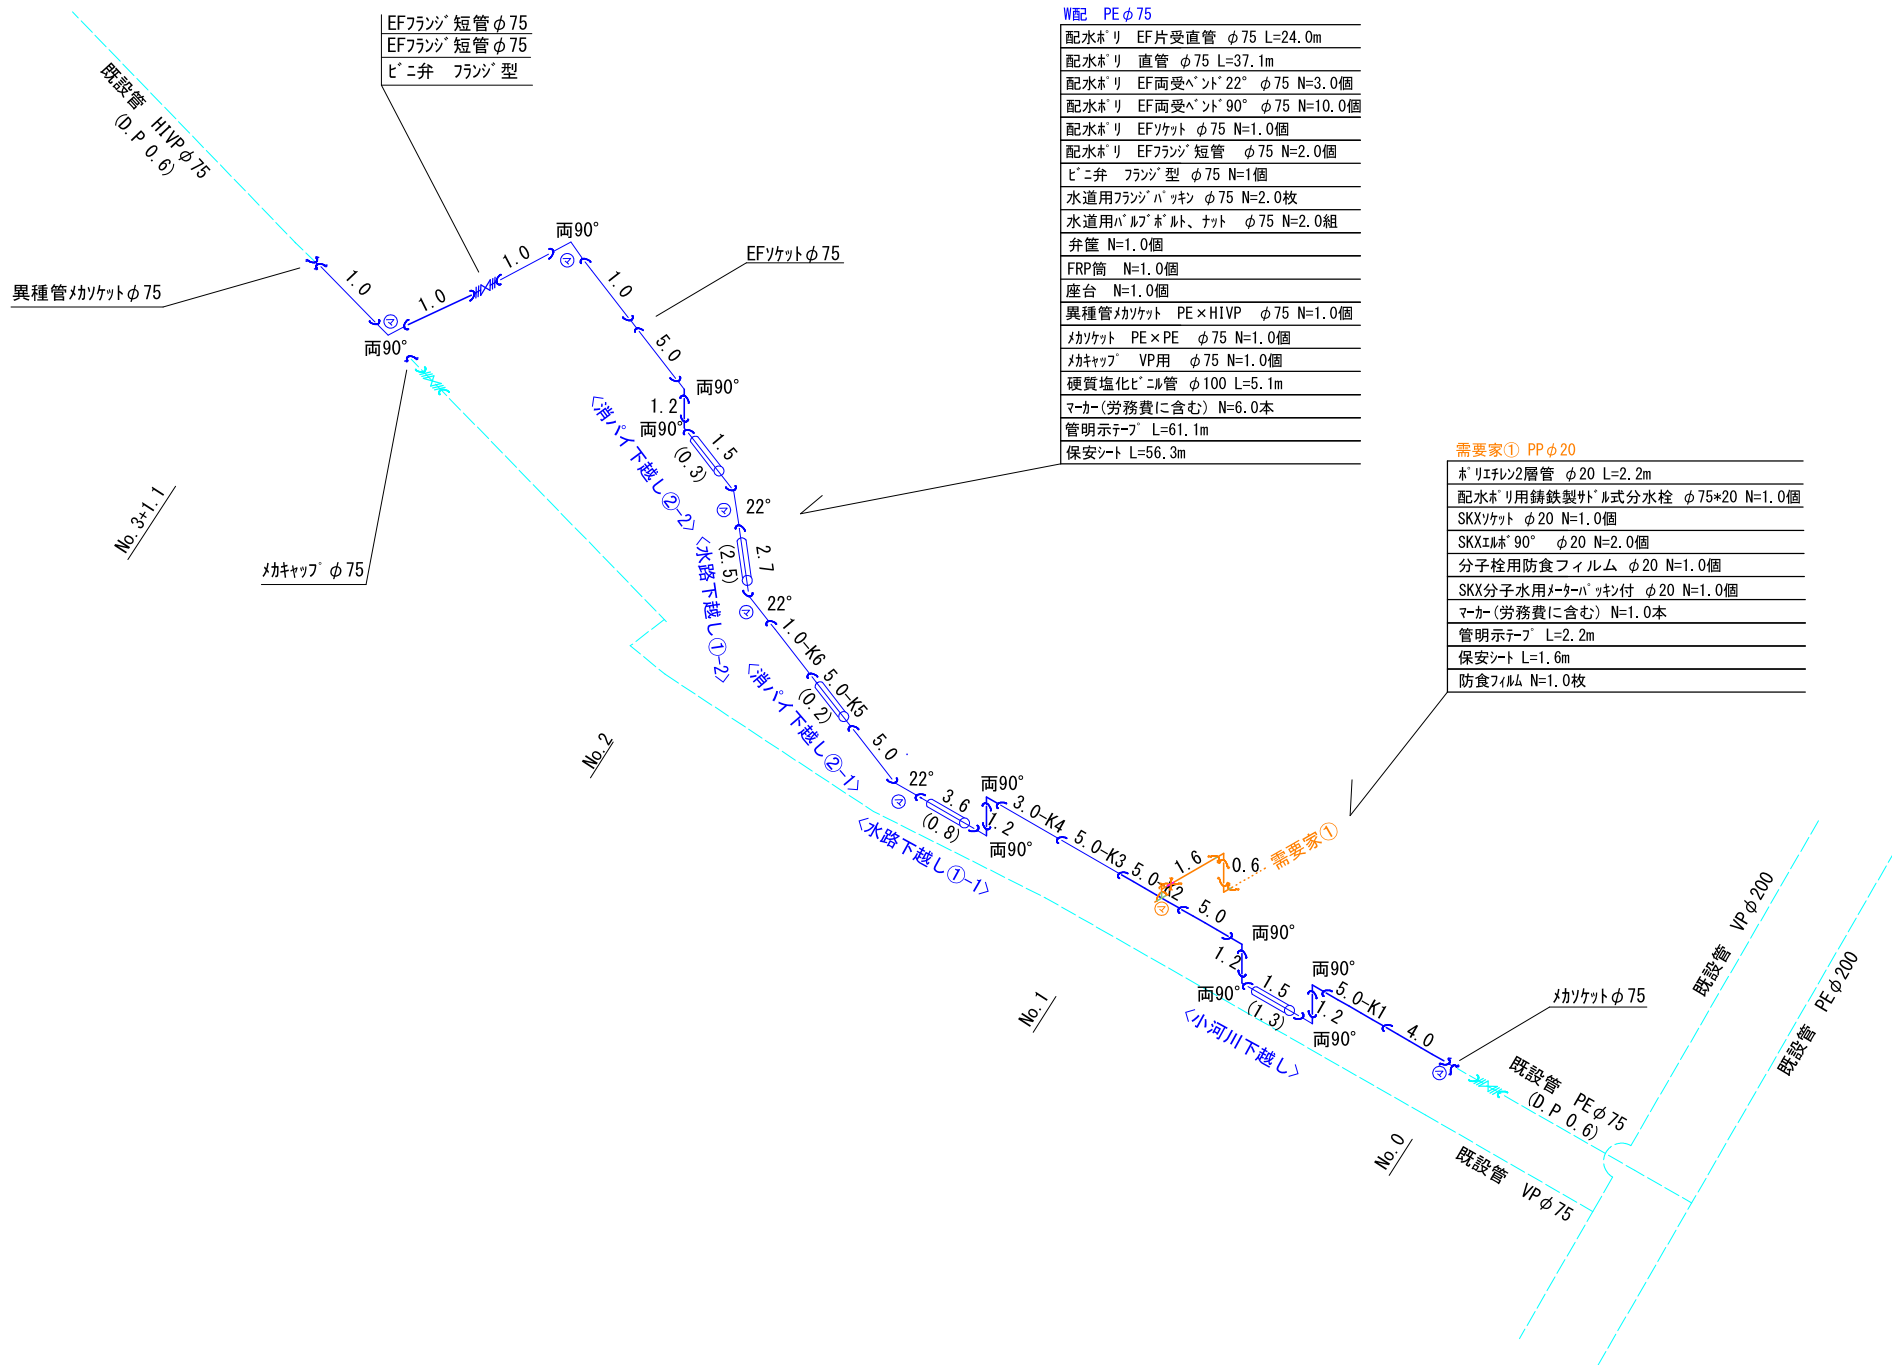 EFフランジ短管φ75
EFフランジ短管φ75
ビニ弁 フランジ型
既設管 HIVPφ75
(D.P 0.6)
異種管メカソケットφ75
1.0
両90°
マ
1.0
1.0
両90°
マ
1.0
EFソケットφ75
5.0
両90°
1.2
両90°
1.5
(0.3)
<消パイ下越し②-2>
マ
22°
2.7
(2.5)
<水路下越し①-2>
マ
22°
1.0-K6
5.0-K5
(0.2)
<消パイ下越し②-1>
5.0
22°
マ
3.6
(0.8)
<水路下越し①-1>
両90°
1.2
両90°
3.0-K4
5.0-K3
5.0-K2
5.0
両90°
1.2
両90°
1.5
(1.3)
<小河川下越し>
両90°
1.2
両90°
5.0-K1
4.0
マ
メカソケットφ75
メカキャップφ75
No.3+1.1
No.2
No.1
No.0
既設管 PEφ75
(D.P 0.6)
既設管 VPφ75
既設管 VPφ200
既設管 PEφ200
1.6
0.6
需要家①
マ
W配 PEφ75
配水ポリ EF片受直管 φ75 L=24.0m
配水ポリ 直管 φ75 L=37.1m
配水ポリ EF両受ベンド22° φ75 N=3.0個
配水ポリ EF両受ベンド90° φ75 N=10.0個
配水ポリ EFソケット φ75 N=1.0個
配水ポリ EFフランジ短管 φ75 N=2.0個
ビニ弁 フランジ型 φ75 N=1個
水道用フランジパッキン φ75 N=2.0枚
水道用バルブボルト、ナット φ75 N=2.0組
弁筐 N=1.0個
FRP筒 N=1.0個
座台 N=1.0個
異種管メカソケット PE×HIVP φ75 N=1.0個
メカソケット PE×PE φ75 N=1.0個
メカキャップ VP用 φ75 N=1.0個
硬質塩化ビニル管 φ100 L=5.1m
マーカー(労務費に含む) N=6.0本
管明示テープ L=61.1m
保安シート L=56.3m
需要家① PPφ20
ポリエチレン2層管 φ20 L=2.2m
配水ポリ用鋳鉄製サドル式分水栓 φ75*20 N=1.0個
SKXソケット φ20 N=1.0個
SKXエルボ90° φ20 N=2.0個
分子栓用防食フィルム φ20 N=1.0個
SKX分子水用メーターパッキン付 φ20 N=1.0個
マーカー(労務費に含む) N=1.0本
管明示テープ L=2.2m
保安シート L=1.6m
防食フィルム N=1.0枚